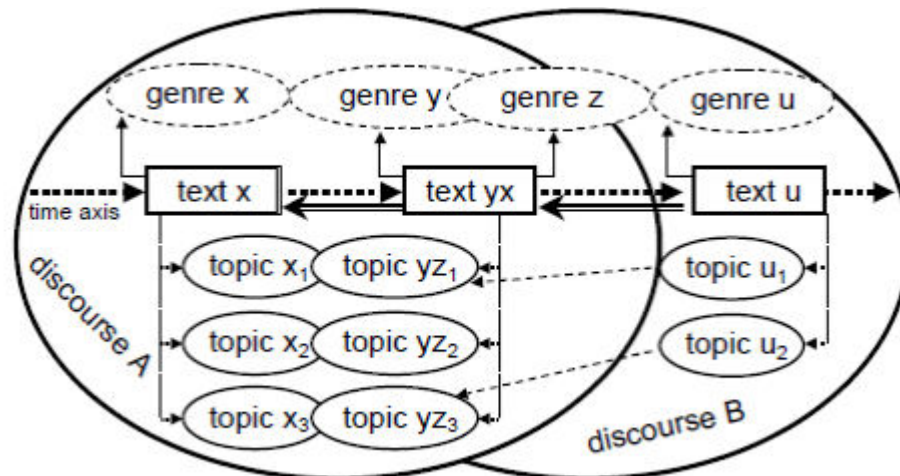 genre x genre y genre z genre u
text x text yx text u
time axis
topic x1 topic yz1 topic u1
discourse A
topic x2 topic yz2 topic u2
topic x3 topic yz3
discourse B